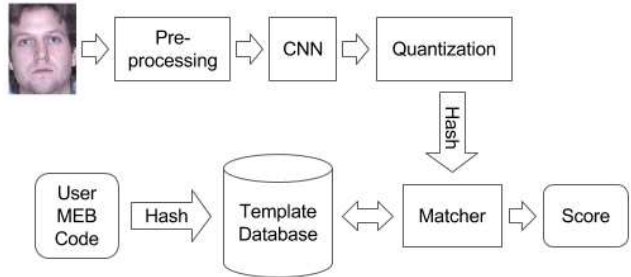 Pre-
processing
CNN
Quantization
Hash
User
MEB
Code
Hash
Template
Database
Matcher
Score